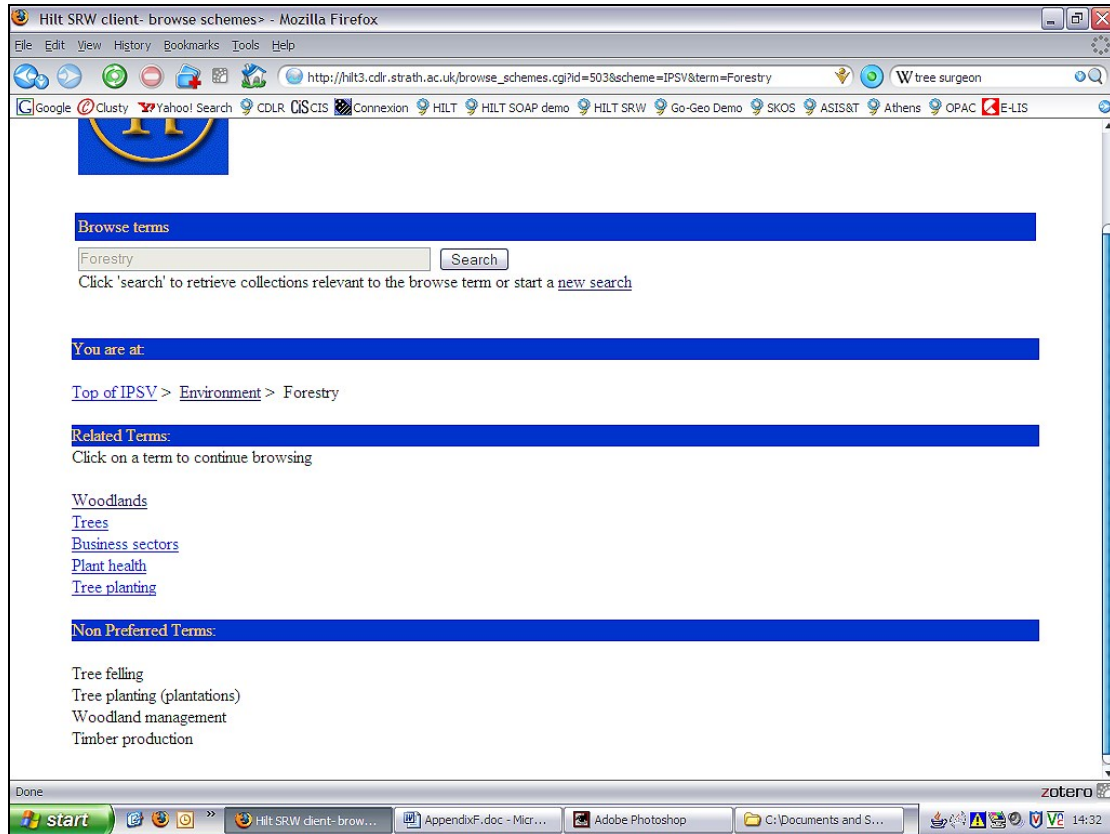 Hilt SRW client- browse schemes> - Mozilla Firefox
File Edit View History Bookmarks Tools Help
http://hilt3.cdlr.strath.ac.uk/browse_schemes.cgi?id=503&scheme=IPSV&term=Forestry W tree surgeon
Google Clusty Yahoo! Search CDLR CiS CIS Connexion HILT HILT SOAP demo HILT SRW Go-Geo Demo SKOS ASIS&T Athens OPAC E-LIS
Browse terms
Forestry Search
Click 'search' to retrieve collections relevant to the browse term or start a new search
You are at:
Top of IPSV > Environment > Forestry
Related Terms:
Click on a term to continue browsing
Woodlands
Trees
Business sectors
Plant health
Tree planting
Non Preferred Terms:
Tree felling
Tree planting (plantations)
Woodland management
Timber production
Done zotero
start » Hilt SRW client- brow... AppendixF.doc - Micr... Adobe Photoshop C:\Documents and S... 14:32